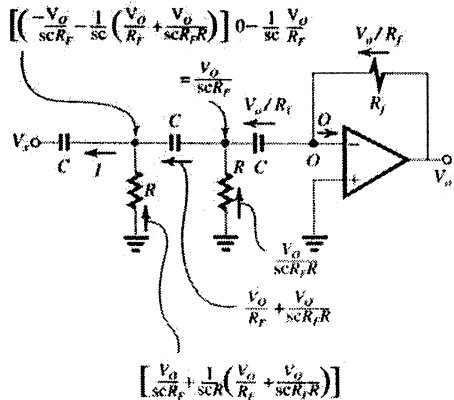 [(-V_O/scR_F - 1/sc (V_O/R_F + V_O/scR_FR)] 0 - 1/sc V_O/R_F
V_o/R_f
= V_O/scR_F
R_f
C
V_o/R_f
O
V_s
C
I
C
O
−
+
V_o
R
R
V_O/scR_FR
V_O/R_F + V_O/scR_fR
[V_O/scR_F + 1/scR (V_O/R_F + V_O/scR_FR)]